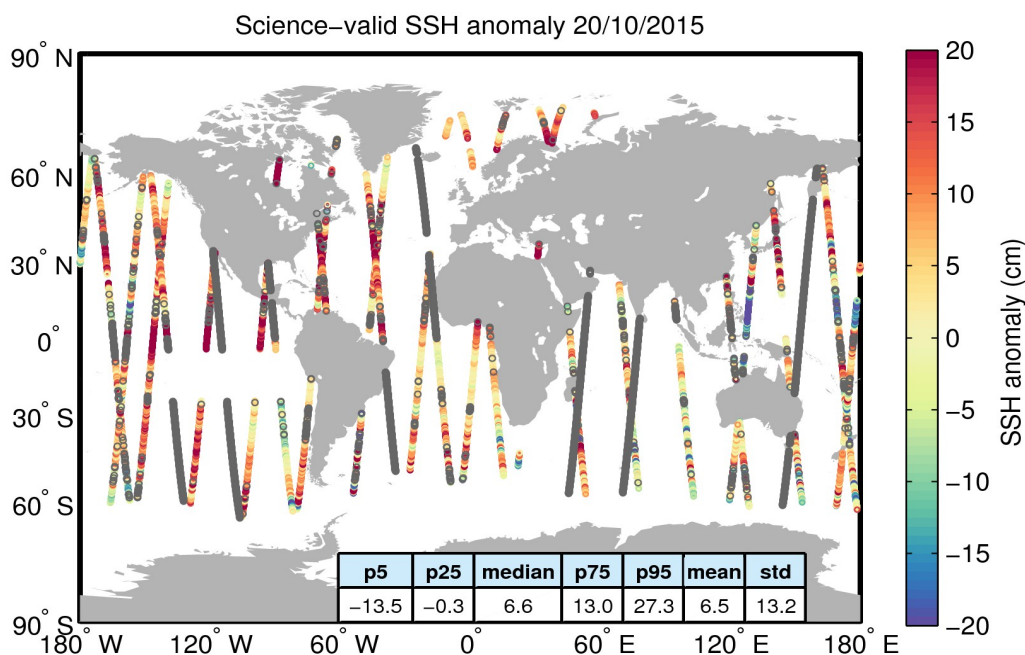 Science−valid SSH anomaly 20/10/2015
90° N
60° N
30° N
0°
30° S
60° S
90° S
180° W
120° W
60° W
0°
60° E
120° E
180° E
p5 p25 median p75 p95 mean std
−13.5 −0.3 6.6 13.0 27.3 6.5 13.2
20
15
10
5
0
−5
−10
−15
−20
SSH anomaly (cm)